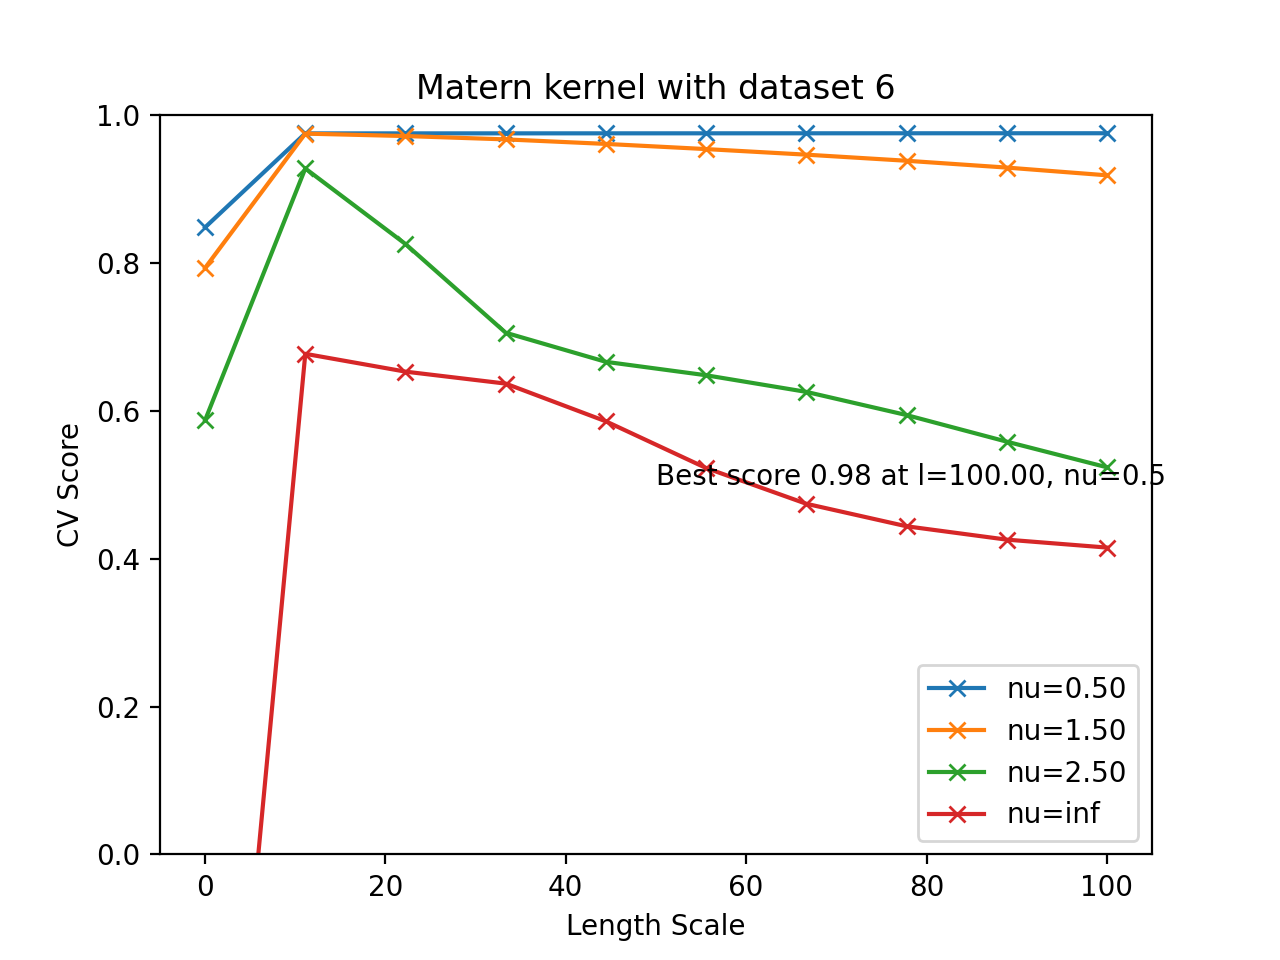 Matern kernel with dataset 6
1.0
0.8
0.6
0.4
0.2
0.0
CV Score
Best score 0.98 at l=100.00, nu=0.5
nu=0.50
nu=1.50
nu=2.50
nu=inf
0 20 40 60 80 100
Length Scale